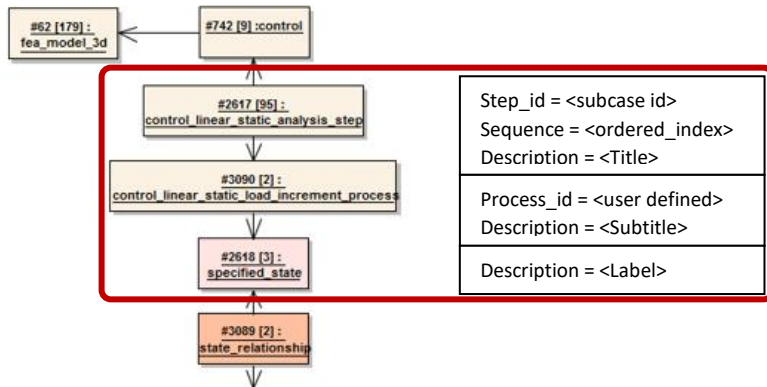 #62 [179] :
fea_model_3d
#742 [9] :control
#2617 [95] :
control_linear_static_analysis_step
#3090 [2] :
control_linear_static_load_increment_process
#2618 [3] :
specified_state
#3089 [2] :
state_relationship
Step_id = <subcase id>
Sequence = <ordered_index>
Description = <Title>
Process_id = <user defined>
Description = <Subtitle>
Description = <Label>